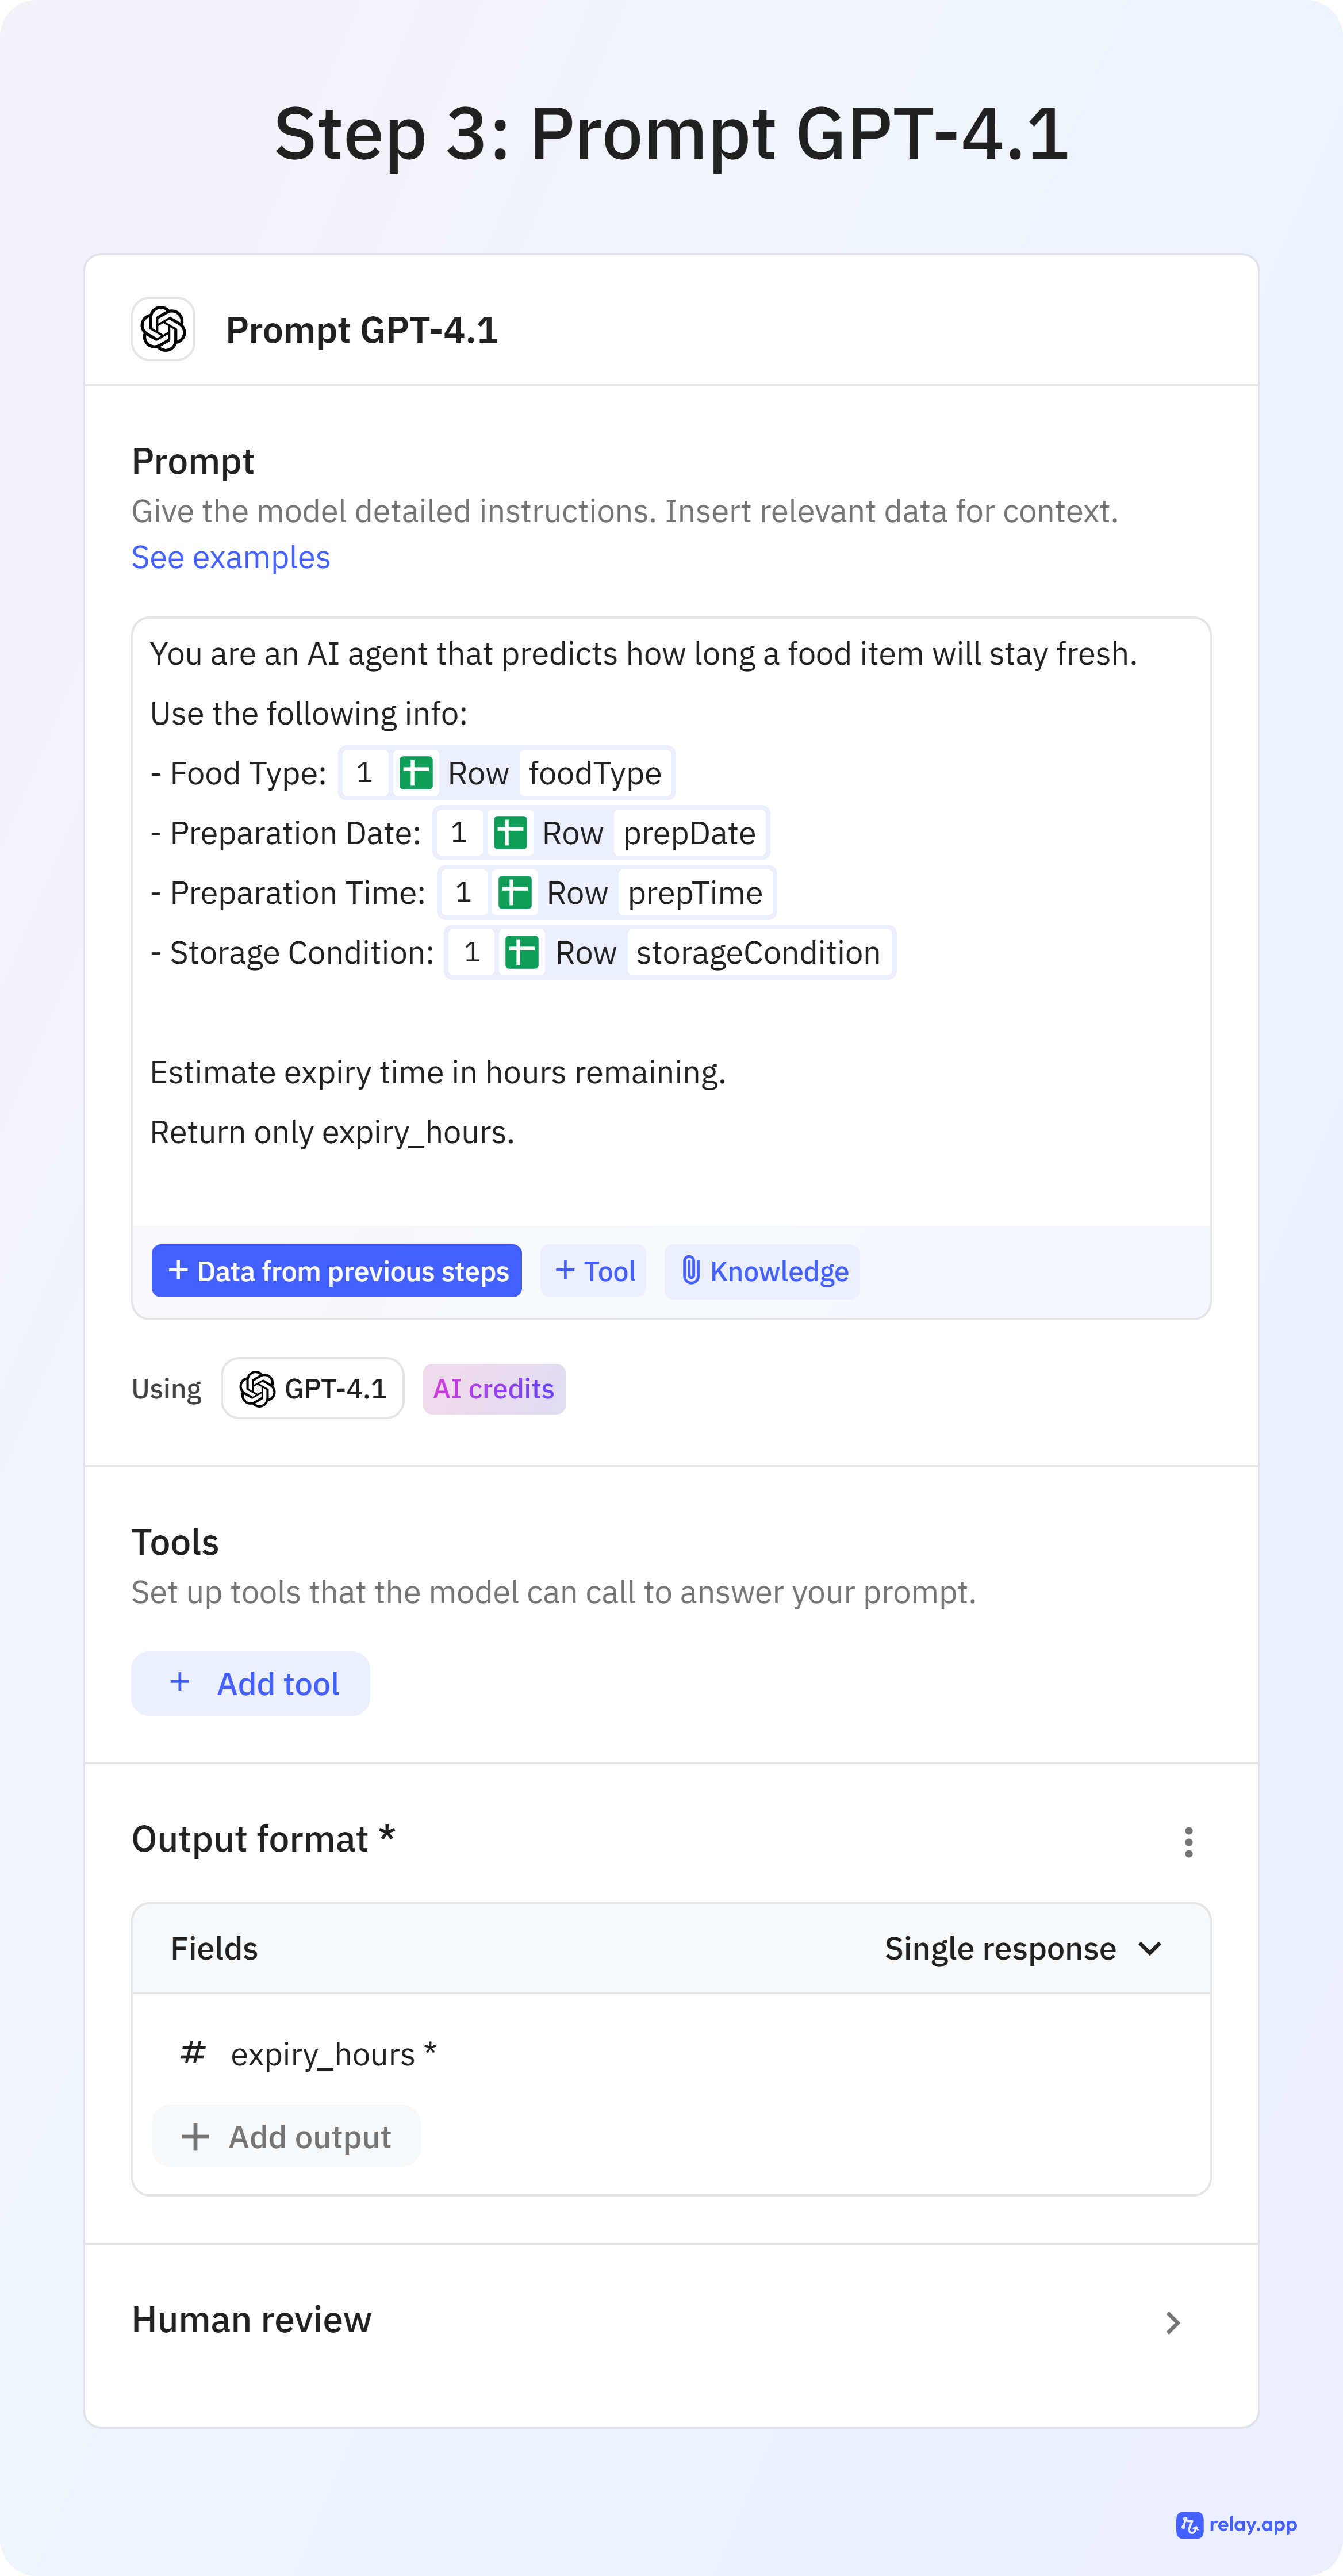 Step 3: Prompt GPT-4.1
Prompt GPT-4.1
Prompt
Give the model detailed instructions. Insert relevant data for context.
See examples
You are an AI agent that predicts how long a food item will stay fresh.
Use the following info:
- Food Type: 1 Row foodType
- Preparation Date: 1 Row prepDate
- Preparation Time: 1 Row prepTime
- Storage Condition: 1 Row storageCondition
Estimate expiry time in hours remaining.
Return only expiry_hours.
+ Data from previous steps + Tool Knowledge
Using GPT-4.1 AI credits
Tools
Set up tools that the model can call to answer your prompt.
+ Add tool
Output format *
Fields Single response
# expiry_hours *
+ Add output
Human review
relay.app